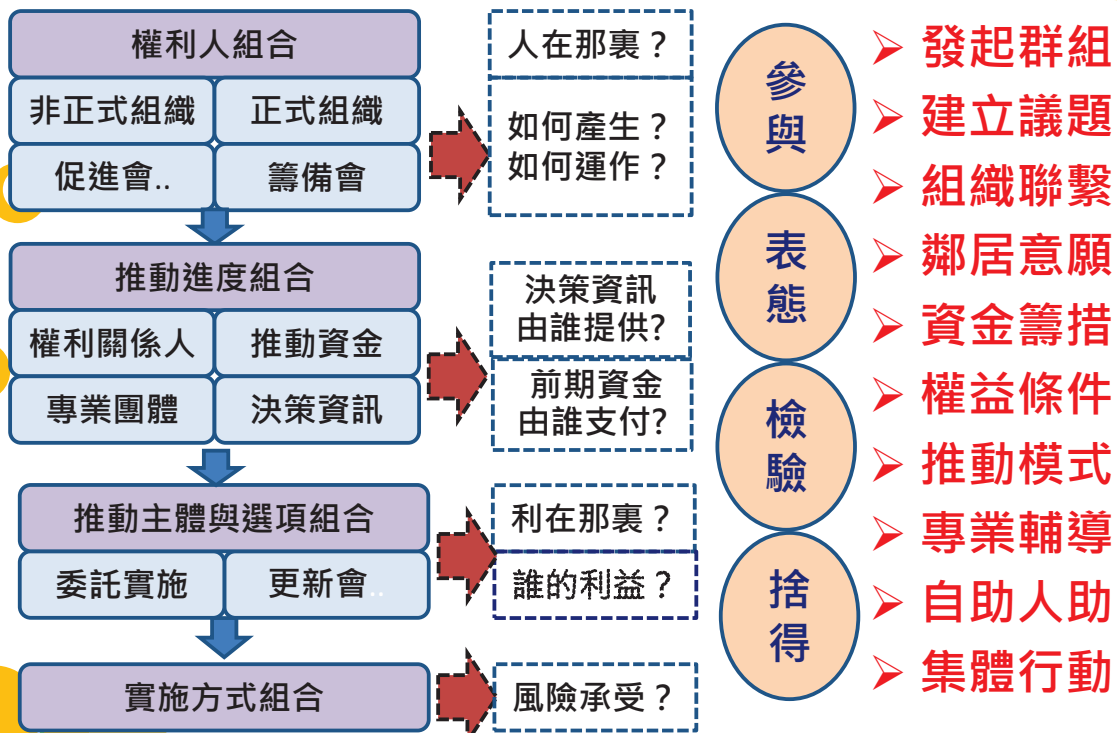 權利人組合
非正式組織
正式組織
促進會..
籌備會
人在那裏？
如何產生？
如何運作？
推動進度組合
權利關係人
推動資金
專業團體
決策資訊
決策資訊
由誰提供?
前期資金
由誰支付?
推動主體與選項組合
委託實施
更新會..
利在那裏？
誰的利益？
實施方式組合
風險承受？
參與
表態
檢驗
捨得
➢ 發起群組
➢ 建立議題
➢ 組織聯繫
➢ 鄰居意願
➢ 資金籌措
➢ 權益條件
➢ 推動模式
➢ 專業輔導
➢ 自助人助
➢ 集體行動